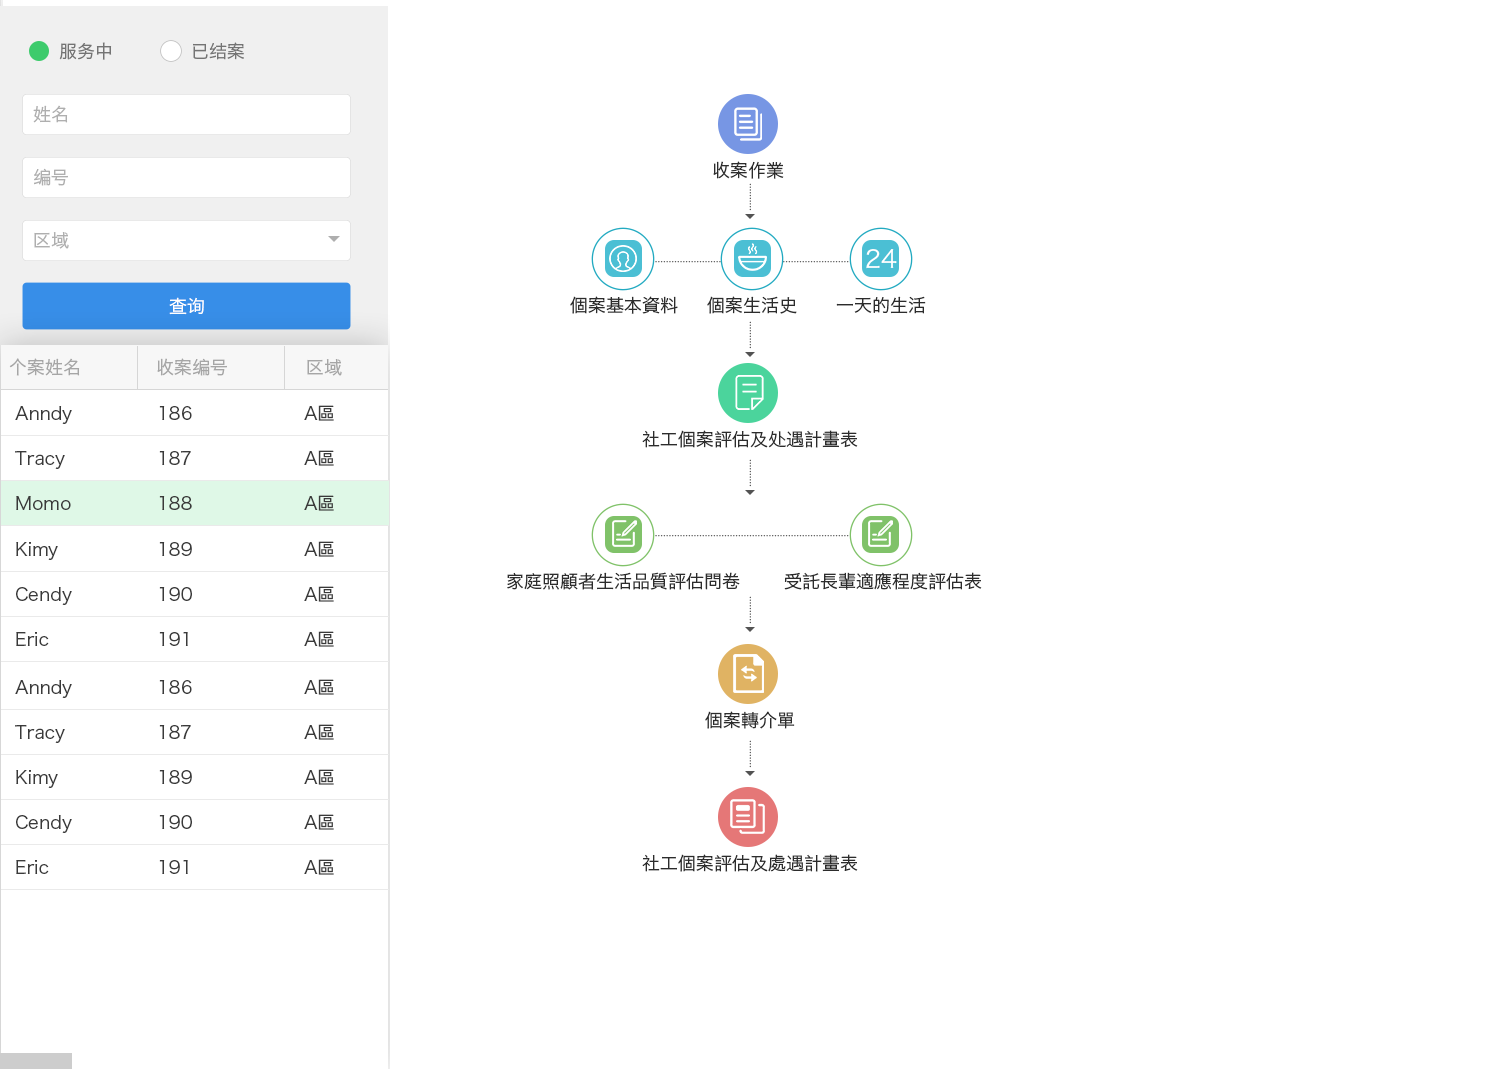 服务中 已结案
姓名
编号
区域
查询
个案姓名 收案编号 区域
Anndy 186 A區
Tracy 187 A區
Momo 188 A區
Kimy 189 A區
Cendy 190 A區
Eric 191 A區
Anndy 186 A區
Tracy 187 A區
Kimy 189 A區
Cendy 190 A區
Eric 191 A區
收案作業
24
個案基本資料 個案生活史 一天的生活
社工個案評估及处遇計畫表
家庭照顧者生活品質評估問卷 受託長輩適應程度評估表
個案轉介單
社工個案評估及處遇計畫表